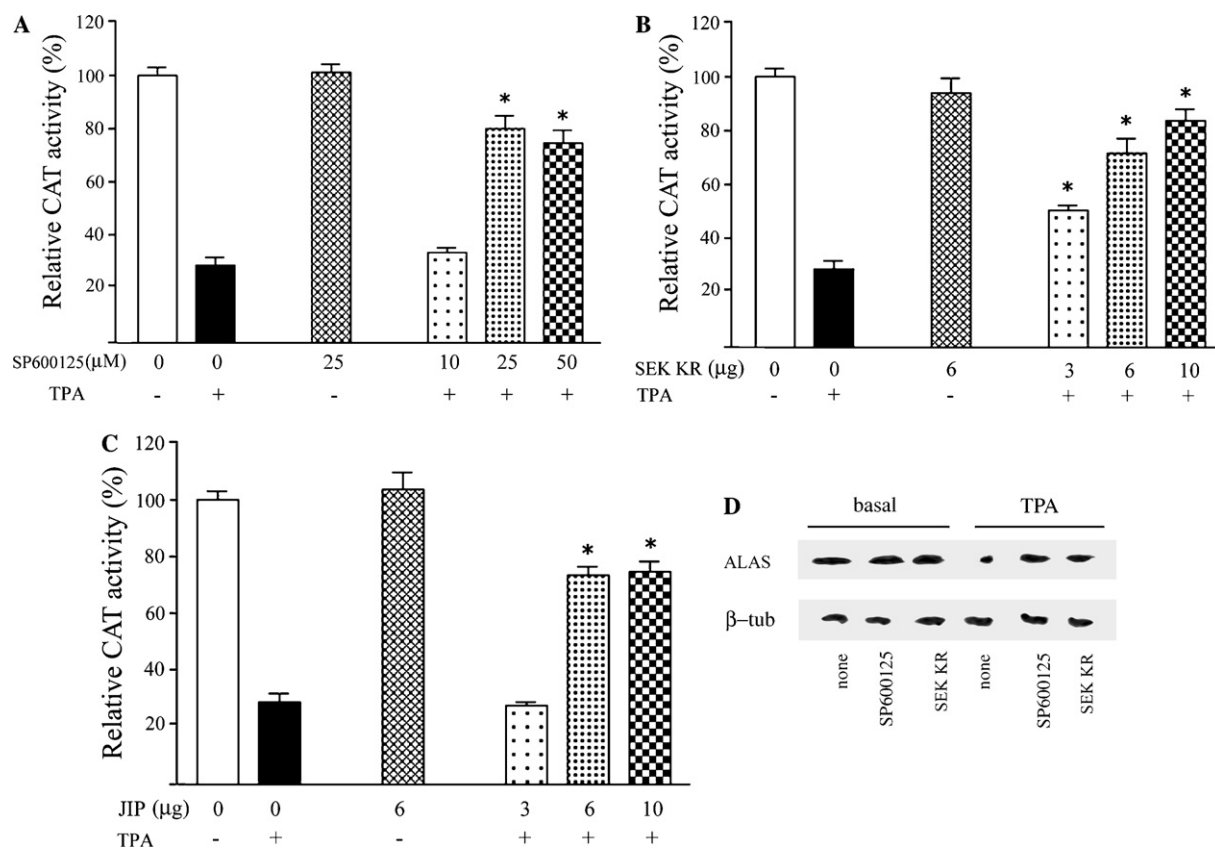 A
Relative CAT activity (%)
120
100
80
60
40
20
* *
SP600125(μM) 0 0 25 10 25 50
TPA - + - + + +
B
Relative CAT activity (%)
120
100
80
60
40
20
* * *
SEK KR (μg) 0 0 6 3 6 10
TPA - + - + + +
C
Relative CAT activity (%)
120
100
80
60
40
20
* *
JIP (μg) 0 0 6 3 6 10
TPA - + - + + +
D
basal TPA
ALAS
β–tub
none SP600125 SEK KR none SP600125 SEK KR